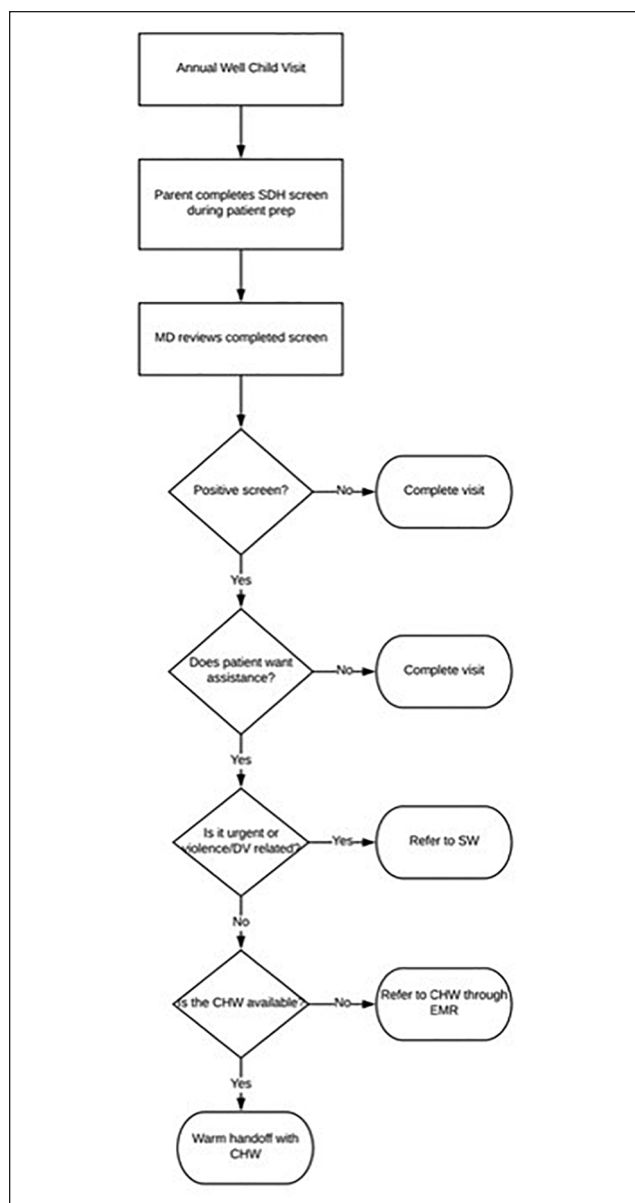 Annual Well Child Visit
Parent completes SDH screen
during patient prep
MD reviews completed screen
Positive screen?
No
Complete visit
Yes
Does patient want
assistance?
No
Complete visit
Yes
Is it urgent or
violence/DV related?
Yes
Refer to SW
No
Is the CHW available?
No
Refer to CHW through
EMR
Yes
Warm handoff with
CHW